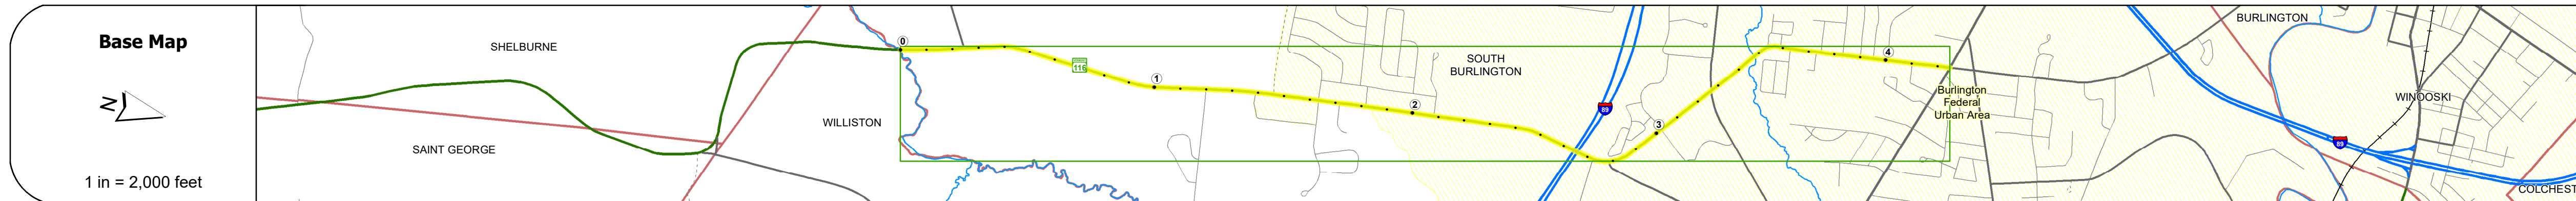 Base Map
N
1 in = 2,000 feet
SHELBURNE
SAINT GEORGE
WILLISTON
0
116
1
2
SOUTH
BURLINGTON
89
3
4
Burlington
Federal
Urban Area
BURLINGTON
WINOOSKI
89
COLCHEST